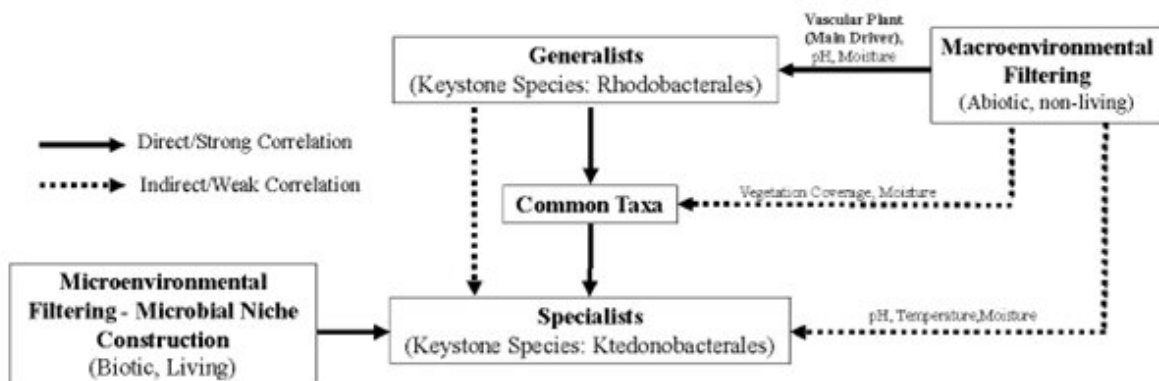 Vascular Plant
(Main Driver),
pH, Moisture
Generalists
(Keystone Species: Rhodobacterales)
Macroenvironmental
Filtering
(Abiotic, non-living)
Direct/Strong Correlation
Indirect/Weak Correlation
Vegetation Coverage, Moisture
Common Taxa
Microenvironmental
Filtering - Microbial Niche
Construction
(Biotic, Living)
Specialists
(Keystone Species: Ktedonobacterales)
pH, Temperature,Moisture